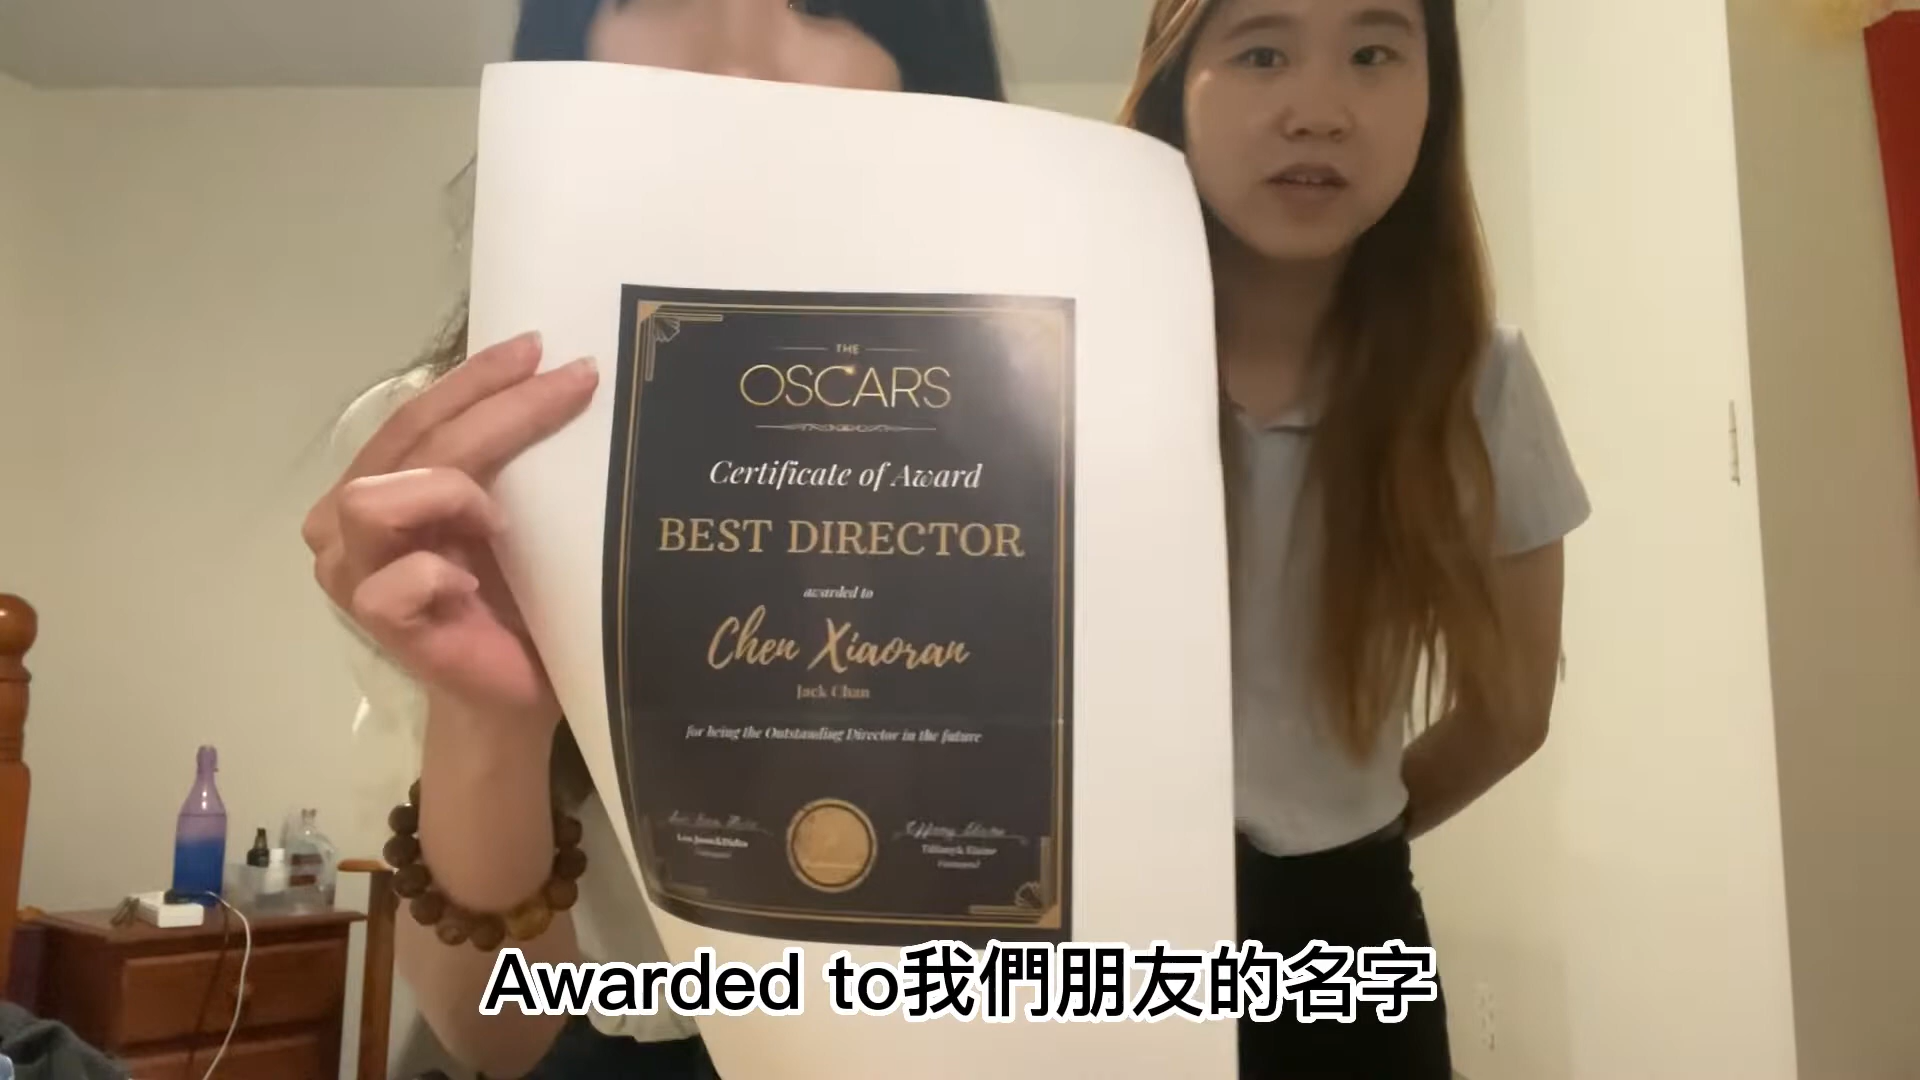 THE
OSCARS
Certificate of Award
BEST DIRECTOR
awarded to
Chen Xiaoran
Jack Chan
for being the Outstanding Director in the future
Awarded to我們朋友的名字